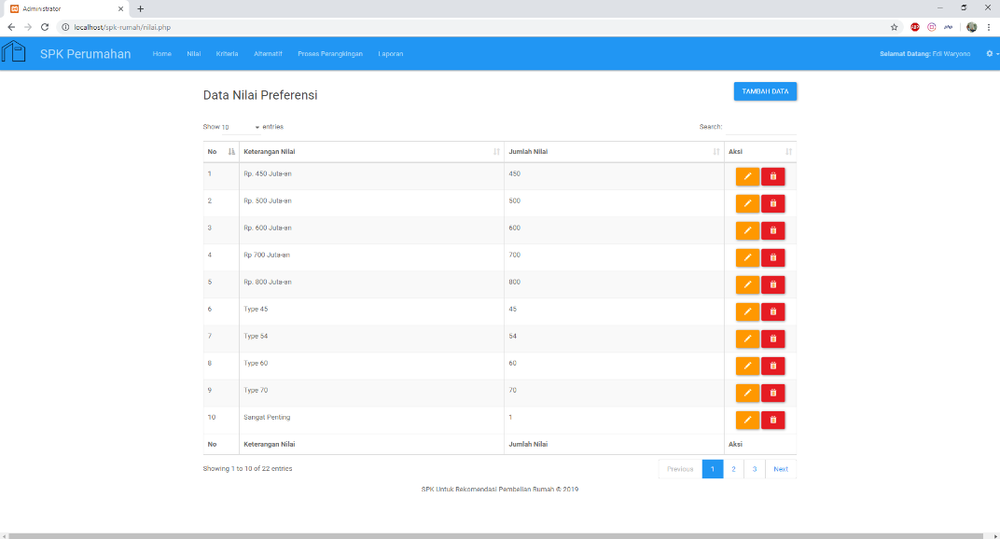 Administrator
localhost/spk-rumah/nilai.php
ABP
php
SPK Perumahan Home Nilai Kriteria Alternatif Proses Perangkingan Laporan Selamat Datang: Edi Waryono
Data Nilai Preferensi TAMBAH DATA
Show 10 entries Search:
No Keterangan Nilai Jumlah Nilai Aksi
1 Rp. 450 Juta-an 450
2 Rp. 500 Juta-an 500
3 Rp. 600 Juta-an 600
4 Rp 700 Juta-an 700
5 Rp. 800 Juta-an 800
6 Type 45 45
7 Type 54 54
8 Type 60 60
9 Type 70 70
10 Sangat Penting 1
No Keterangan Nilai Jumlah Nilai Aksi
Showing 1 to 10 of 22 entries Previous 1 2 3 Next
SPK Untuk Rekomendasi Pembelian Rumah © 2019